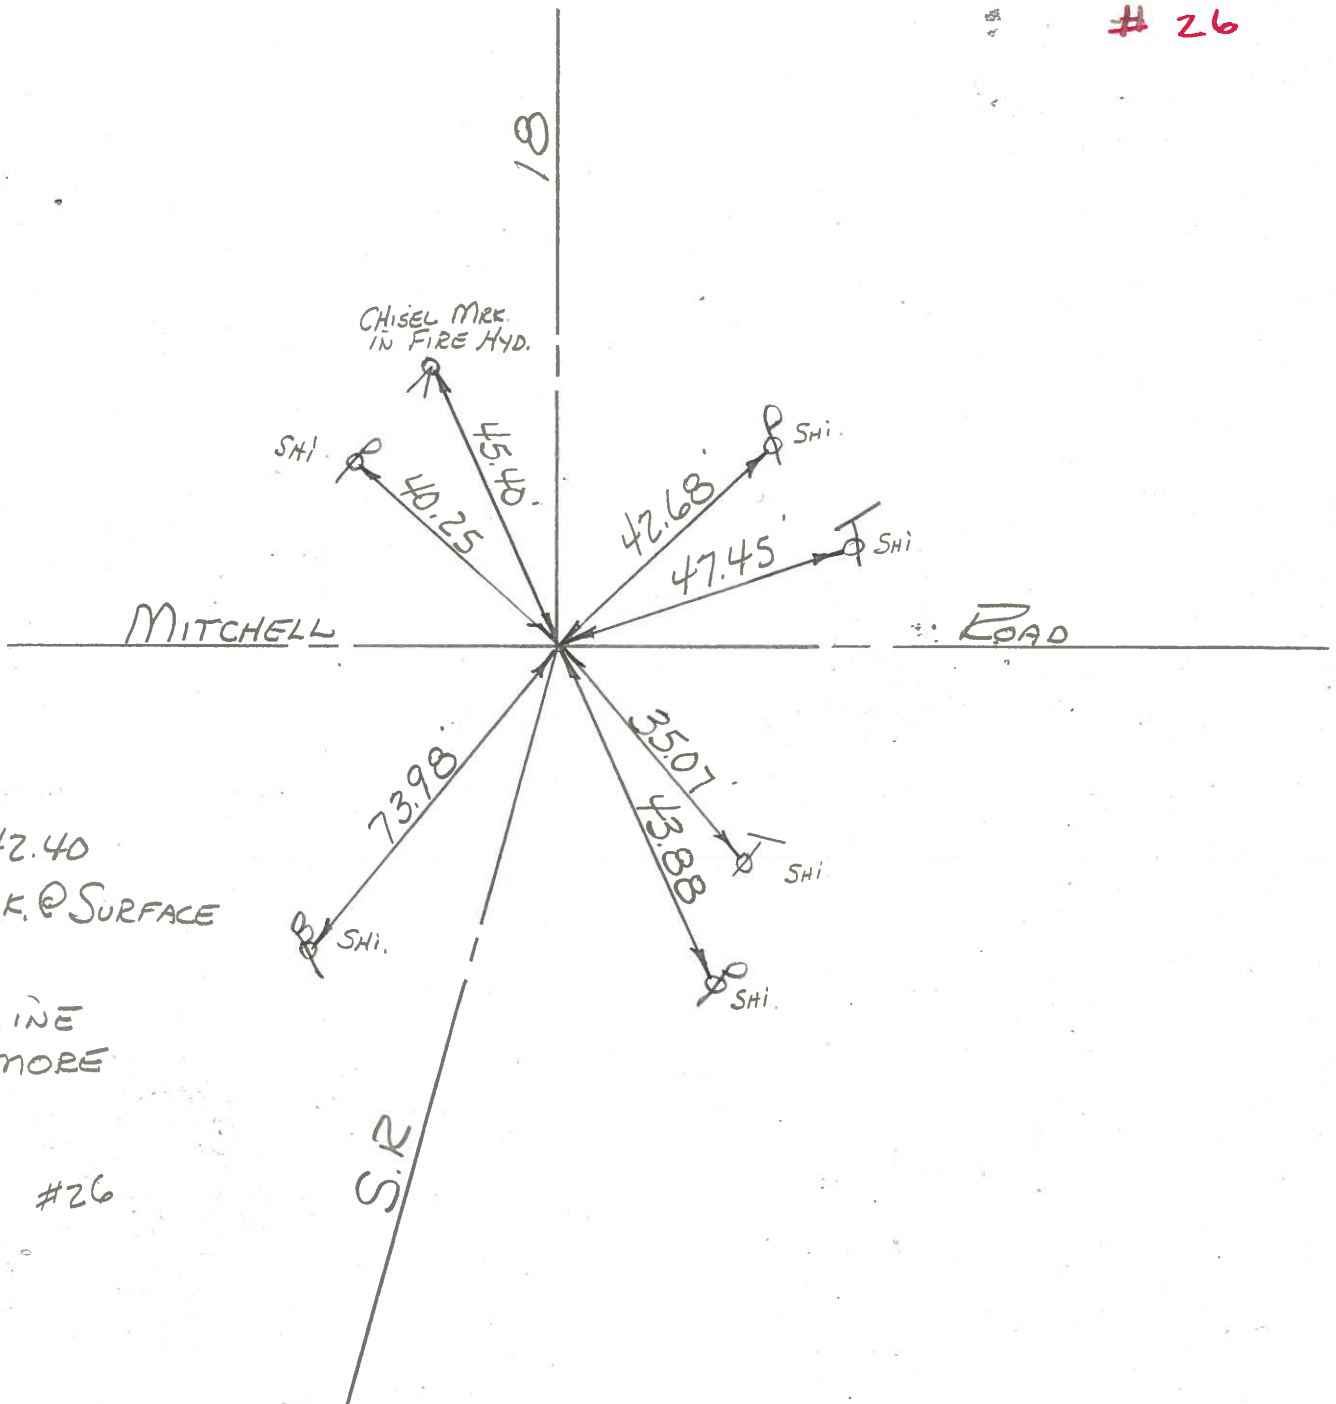 # 26
18
CHISEL MRK.
IN FIRE HYD.
SHI.
45.40'
40.25
SHI.
42.68'
47.45'
SHI
MITCHELL ROAD
73.98'
35.07'
43.88
SHI
2.40
K. @ SURFACE
SHI.
SHI.
INE
MORE
S.R
#26